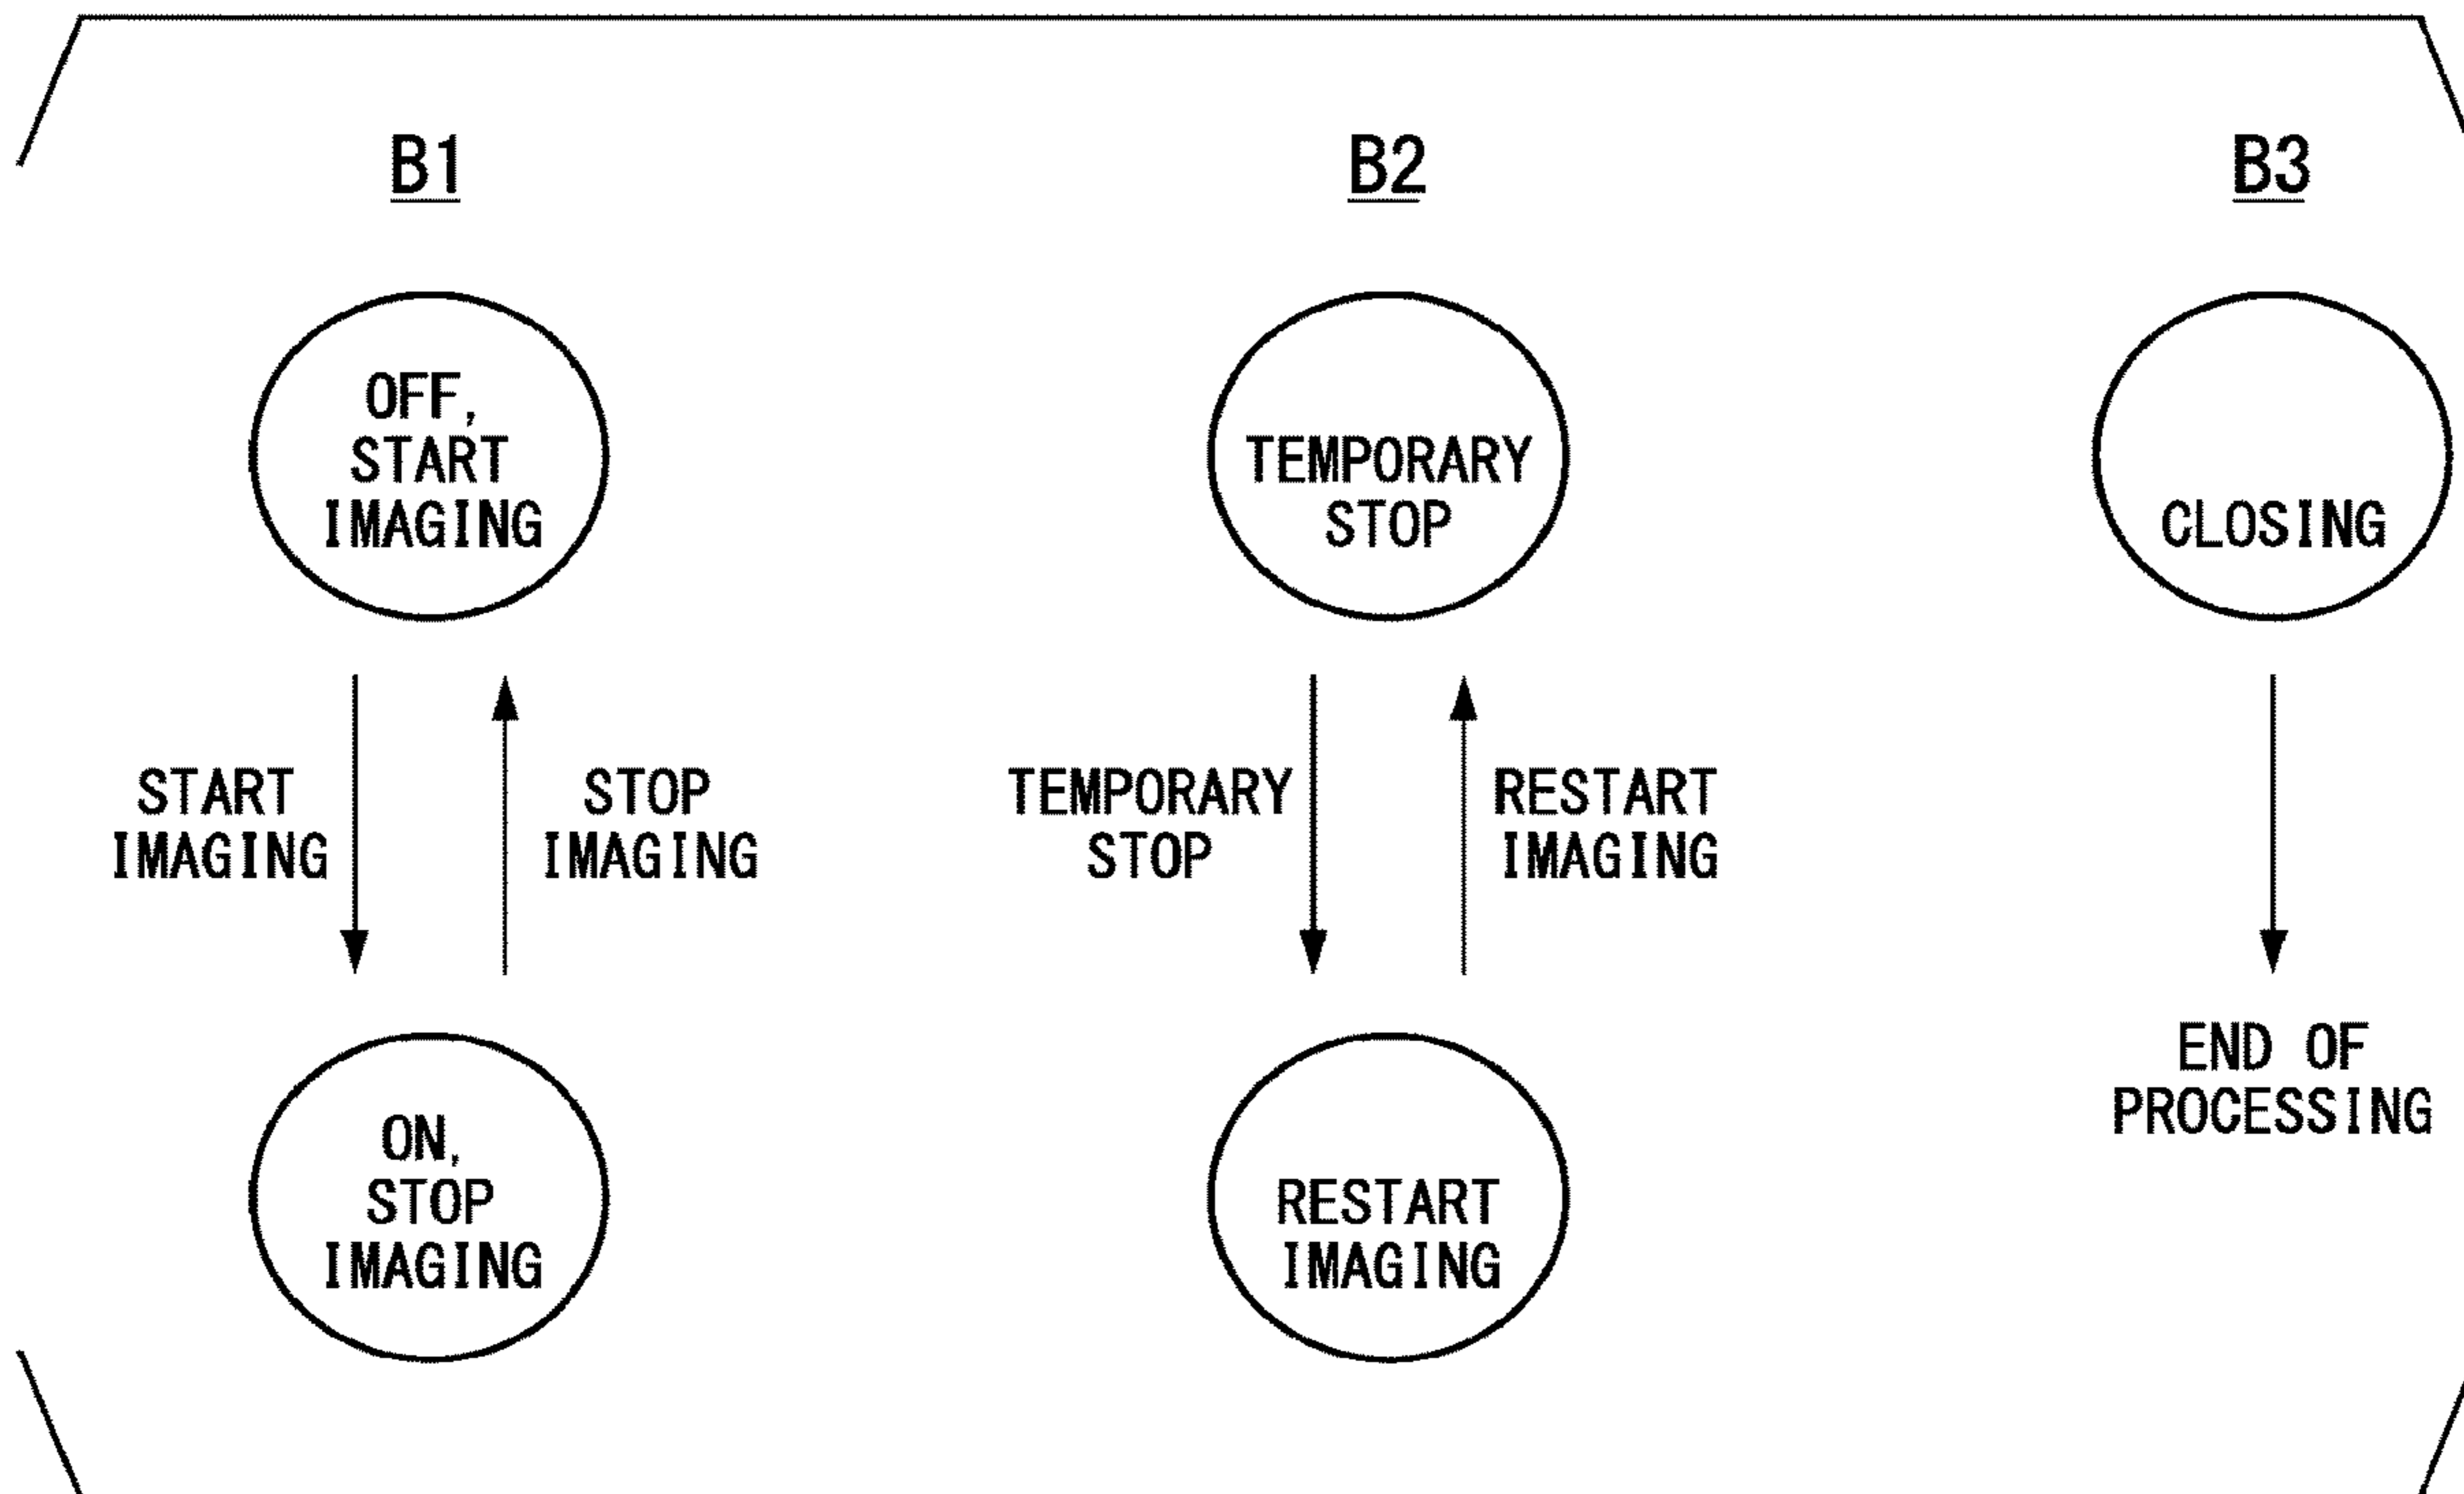 B1
B2
B3
OFF,
START
IMAGING
TEMPORARY
STOP
CLOSING
START
IMAGING
STOP
IMAGING
TEMPORARY
STOP
RESTART
IMAGING
ON,
STOP
IMAGING
RESTART
IMAGING
END OF
PROCESSING